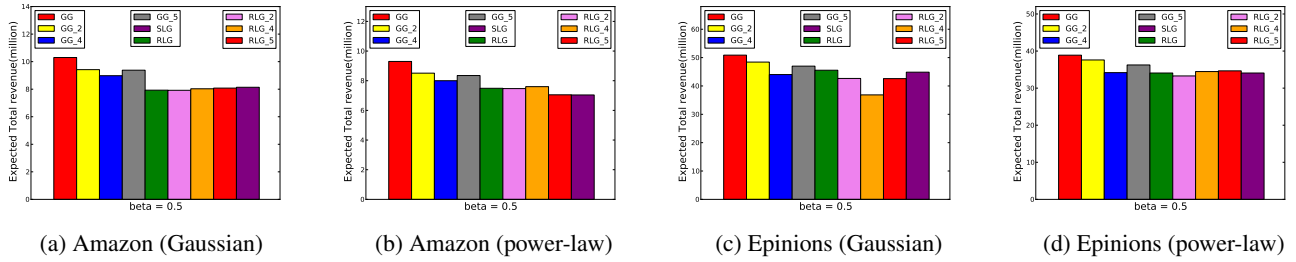 Expected Total revenue(million)
14
12
10
8
6
4
2
0
GG GG_5 RLG_2
GG_2 SLG RLG_4
GG_4 RLG RLG_5
beta = 0.5
(a) Amazon (Gaussian)
Expected Total revenue(million)
12
10
8
6
4
2
0
GG GG_5 RLG_2
GG_2 SLG RLG_4
GG_4 RLG RLG_5
beta = 0.5
(b) Amazon (power-law)
Expected Total revenue(million)
60
50
40
30
20
10
0
GG GG_5 RLG_2
GG_2 SLG RLG_4
GG_4 RLG RLG_5
beta = 0.5
(c) Epinions (Gaussian)
Expected Total revenue(million)
50
40
30
20
10
0
GG GG_5 RLG_2
GG_2 SLG RLG_4
GG_4 RLG RLG_5
beta = 0.5
(d) Epinions (power-law)